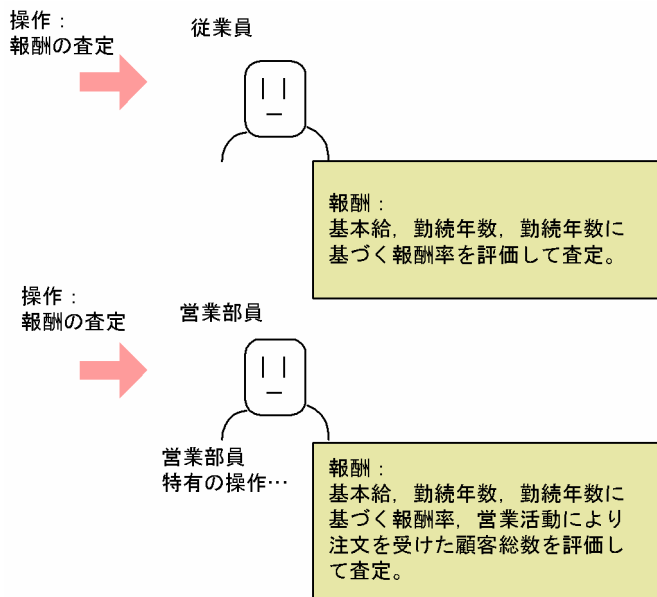 操作：
報酬の査定
従業員
報酬：
基本給，勤続年数，勤続年数に
基づく報酬率を評価して査定。
操作：
報酬の査定
営業部員
営業部員
特有の操作…
報酬：
基本給，勤続年数，勤続年数に
基づく報酬率，営業活動により
注文を受けた顧客総数を評価し
て査定。